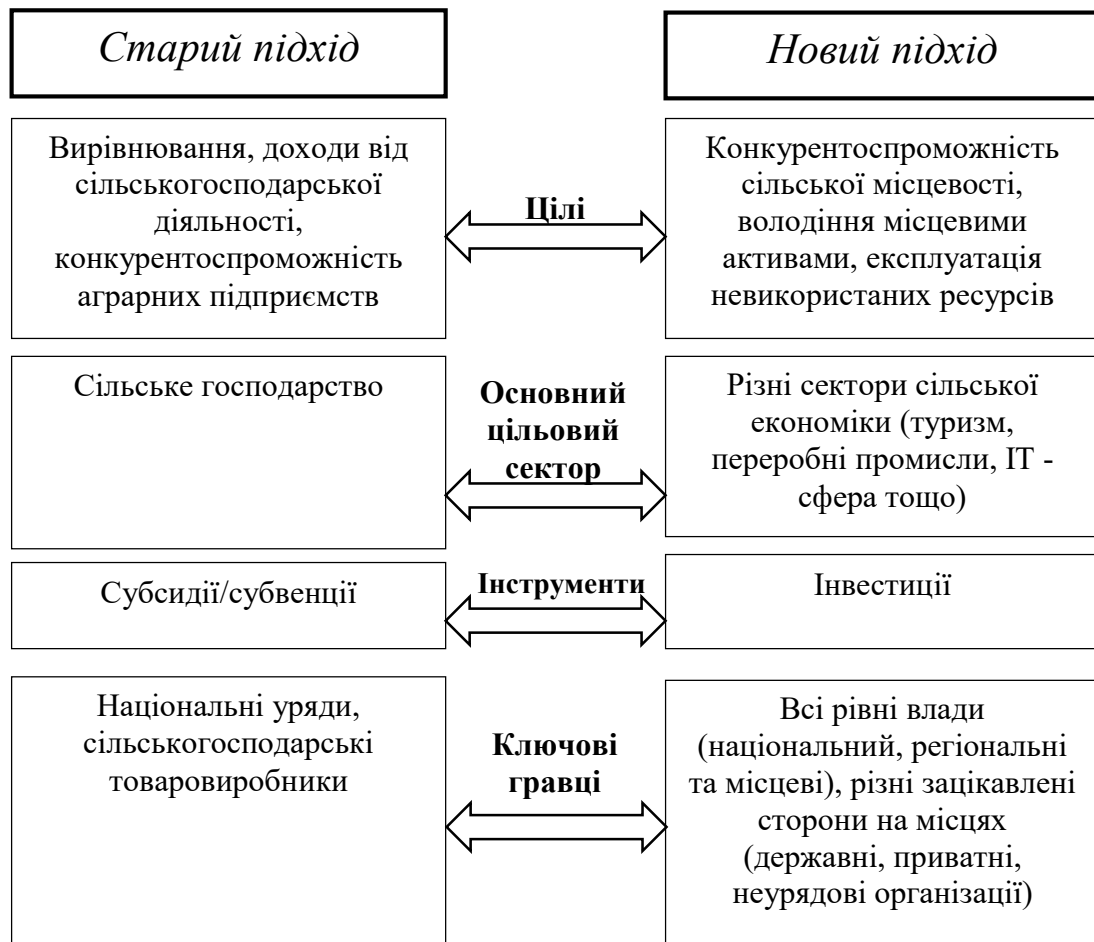 Старий підхід
Новий підхід
Вирівнювання, доходи від
сільськогосподарської
діяльності,
конкурентоспроможність
аграрних підприємств
Цілі
Конкурентоспроможність
сільської місцевості,
володіння місцевими
активами, експлуатація
невикористаних ресурсів
Сільське господарство
Основний
цільовий
сектор
Різні сектори сільської
економіки (туризм,
переробні промисли, ІТ -
сфера тощо)
Субсидії/субвенції
Інструменти
Інвестиції
Національні уряди,
сільськогосподарські
товаровиробники
Ключові
гравці
Всі рівні влади
(національний, регіональні
та місцеві), різні зацікавлені
сторони на місцях
(державні, приватні,
неурядові організації)